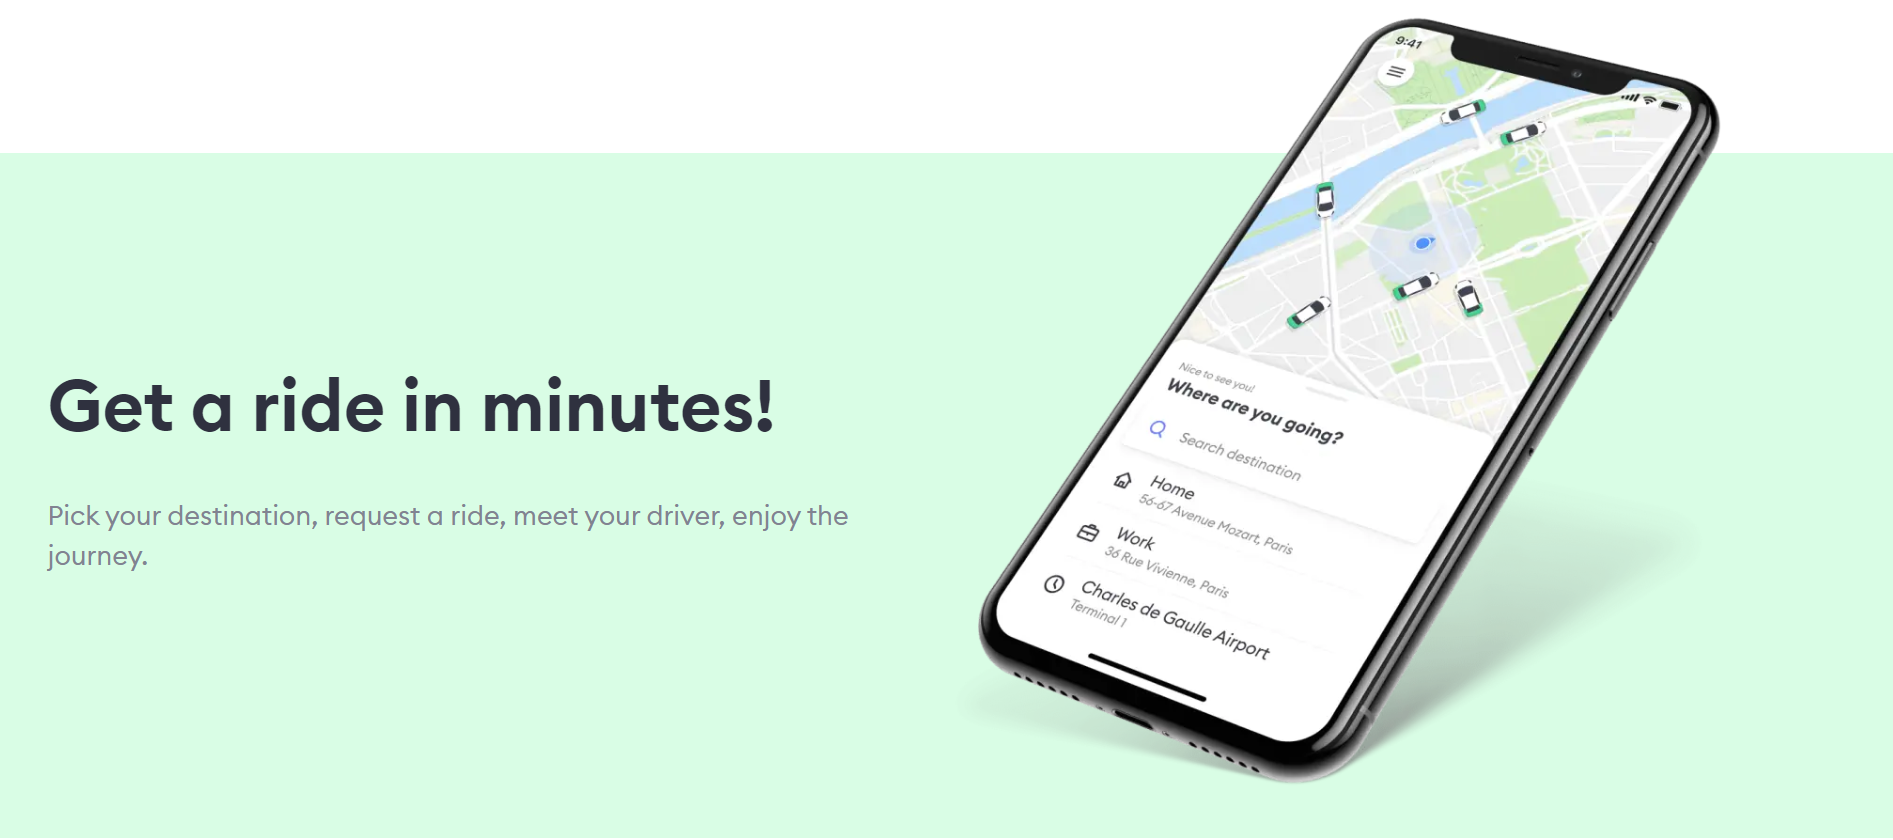 Get a ride in minutes!
Pick your destination, request a ride, meet your driver, enjoy the
journey.
9:41
Nice to see you!
Where are you going?
Search destination
Home
56-67 Avenue Mozart, Paris
Work
36 Rue Vivienne, Paris
Charles de Gaulle Airport
Terminal 1